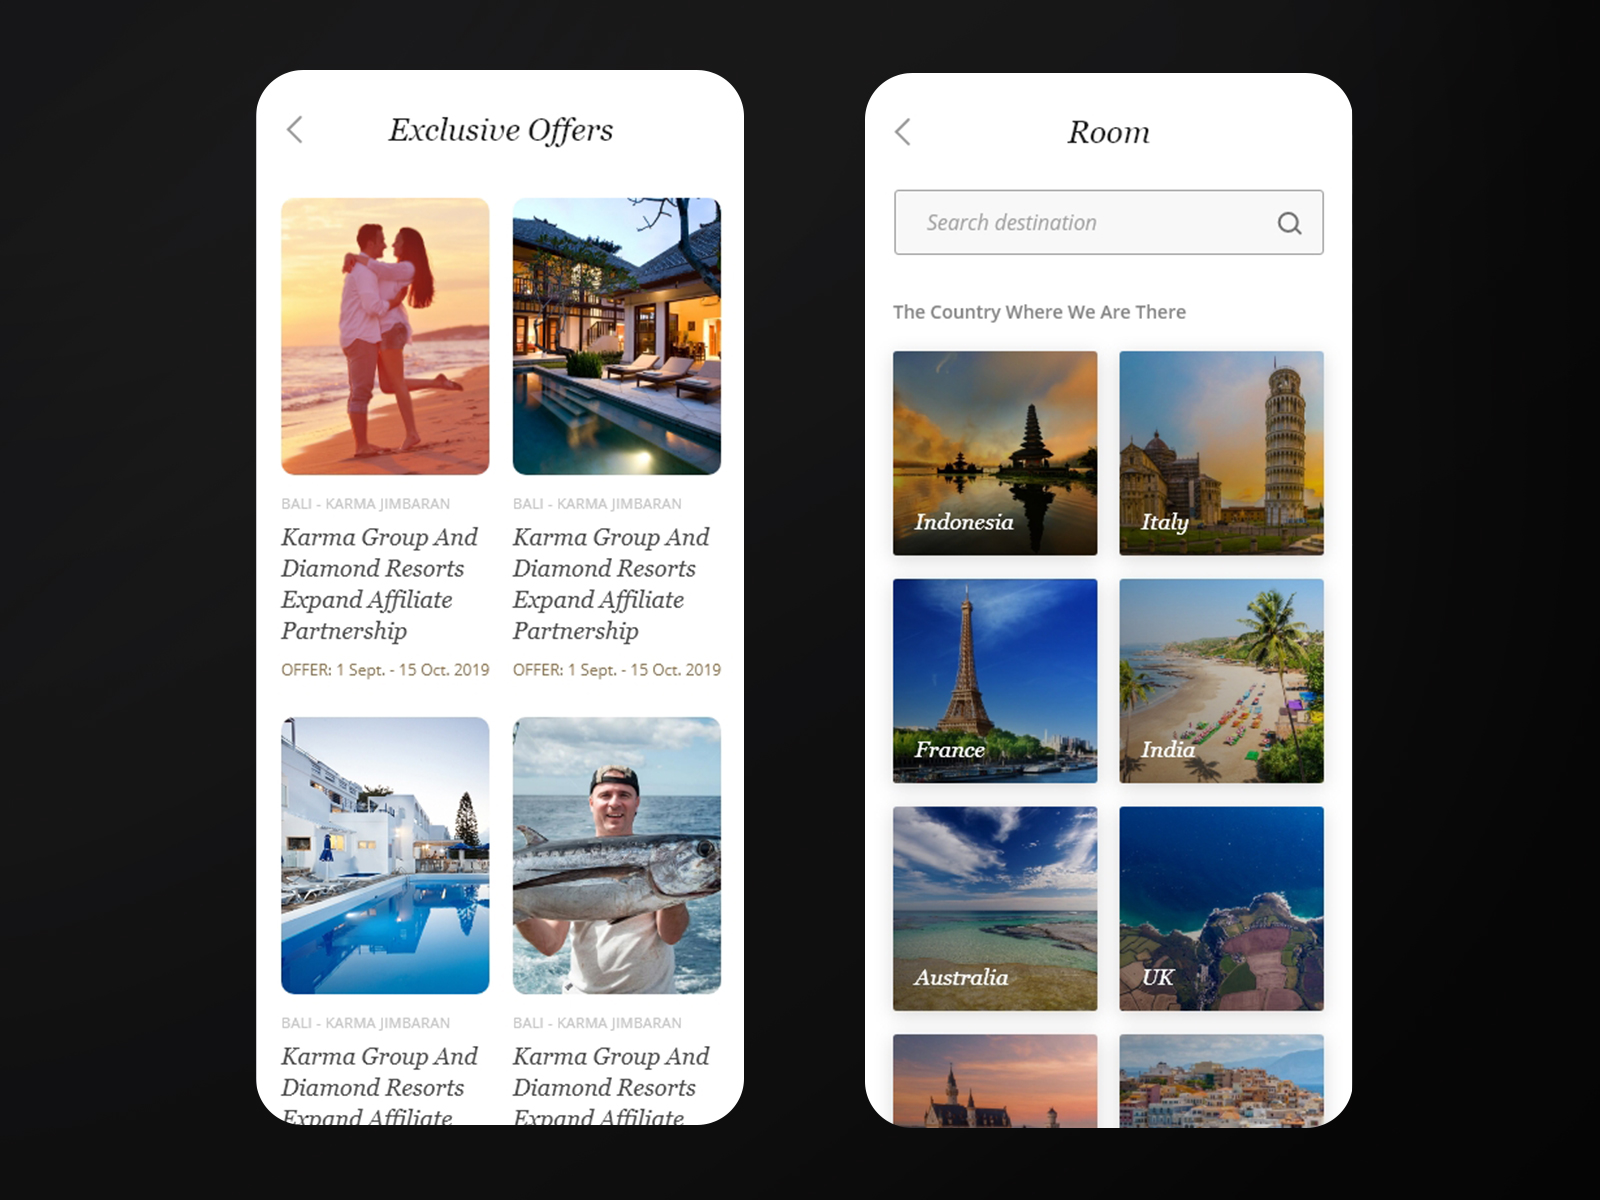 Exclusive Offers
BALI - KARMA JIMBARAN
Karma Group And
Diamond Resorts
Expand Affiliate
Partnership
OFFER: 1 Sept. - 15 Oct. 2019
BALI - KARMA JIMBARAN
Karma Group And
Diamond Resorts
Expand Affiliate
Partnership
OFFER: 1 Sept. - 15 Oct. 2019
BALI - KARMA JIMBARAN
Karma Group And
Diamond Resorts
Expand Affiliate
BALI - KARMA JIMBARAN
Karma Group And
Diamond Resorts
Expand Affiliate
Room
Search destination
The Country Where We Are There
Indonesia
Italy
France
India
Australia
UK